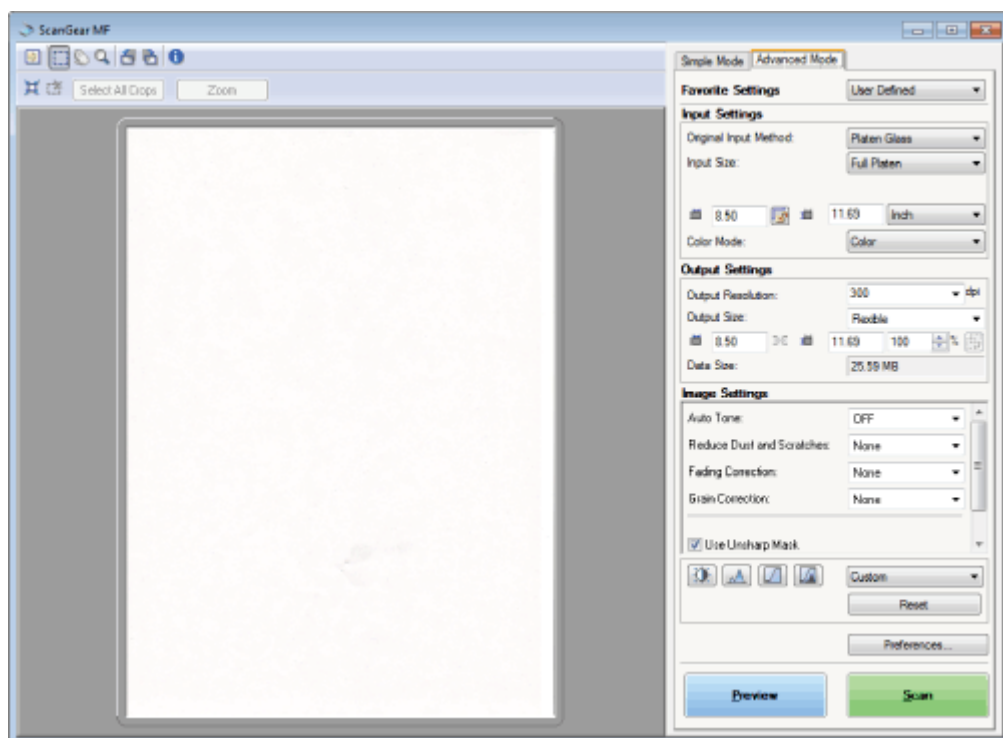 ScanGear MF
Simple Mode Advanced Mode
Select All Crops Zoom
Favorite Settings User Defined
Input Settings
Original Input Method: Platen Glass
Input Size: Full Platen
8.50 11.69 Inch
Color Mode: Color
Output Settings
Output Resolution: 300 dpi
Output Size: Flexible
8.50 11.69 100 %
Data Size: 25.59 MB
Image Settings
Auto Tone: OFF
Reduce Dust and Scratches: None
Fading Correction: None
Grain Correction: None
Use Unsharp Mask
Custom
Reset
Preferences...
Preview Scan